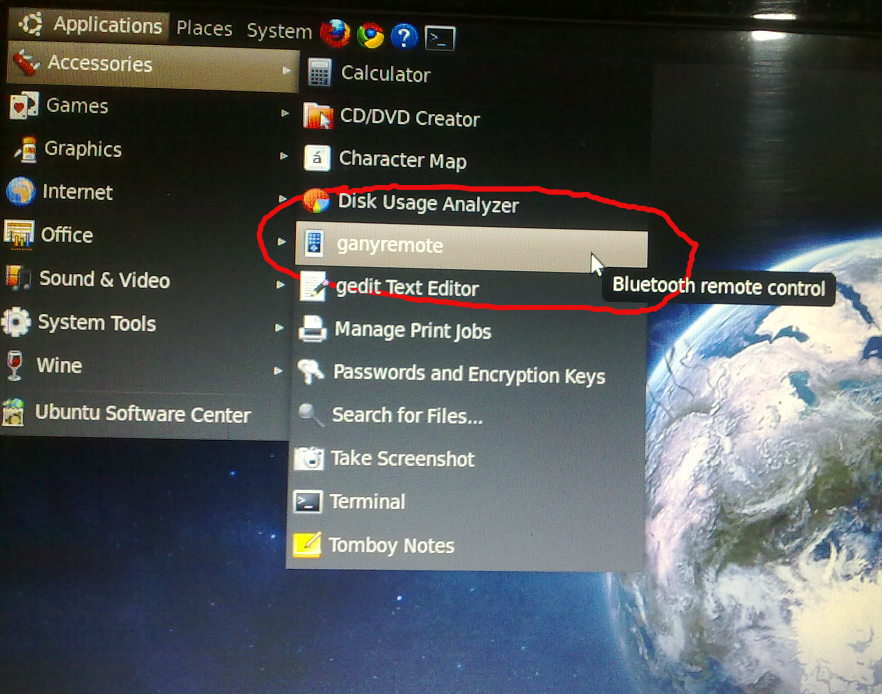 Applications Places System
Accessories
Games
Graphics
Internet
Office
Sound & Video
System Tools
Wine
Ubuntu Software Center
Calculator
CD/DVD Creator
Character Map
Disk Usage Analyzer
ganyremote
gedit Text Editor
Manage Print Jobs
Passwords and Encryption Keys
Search for Files...
Take Screenshot
Terminal
Tomboy Notes
Bluetooth remote control